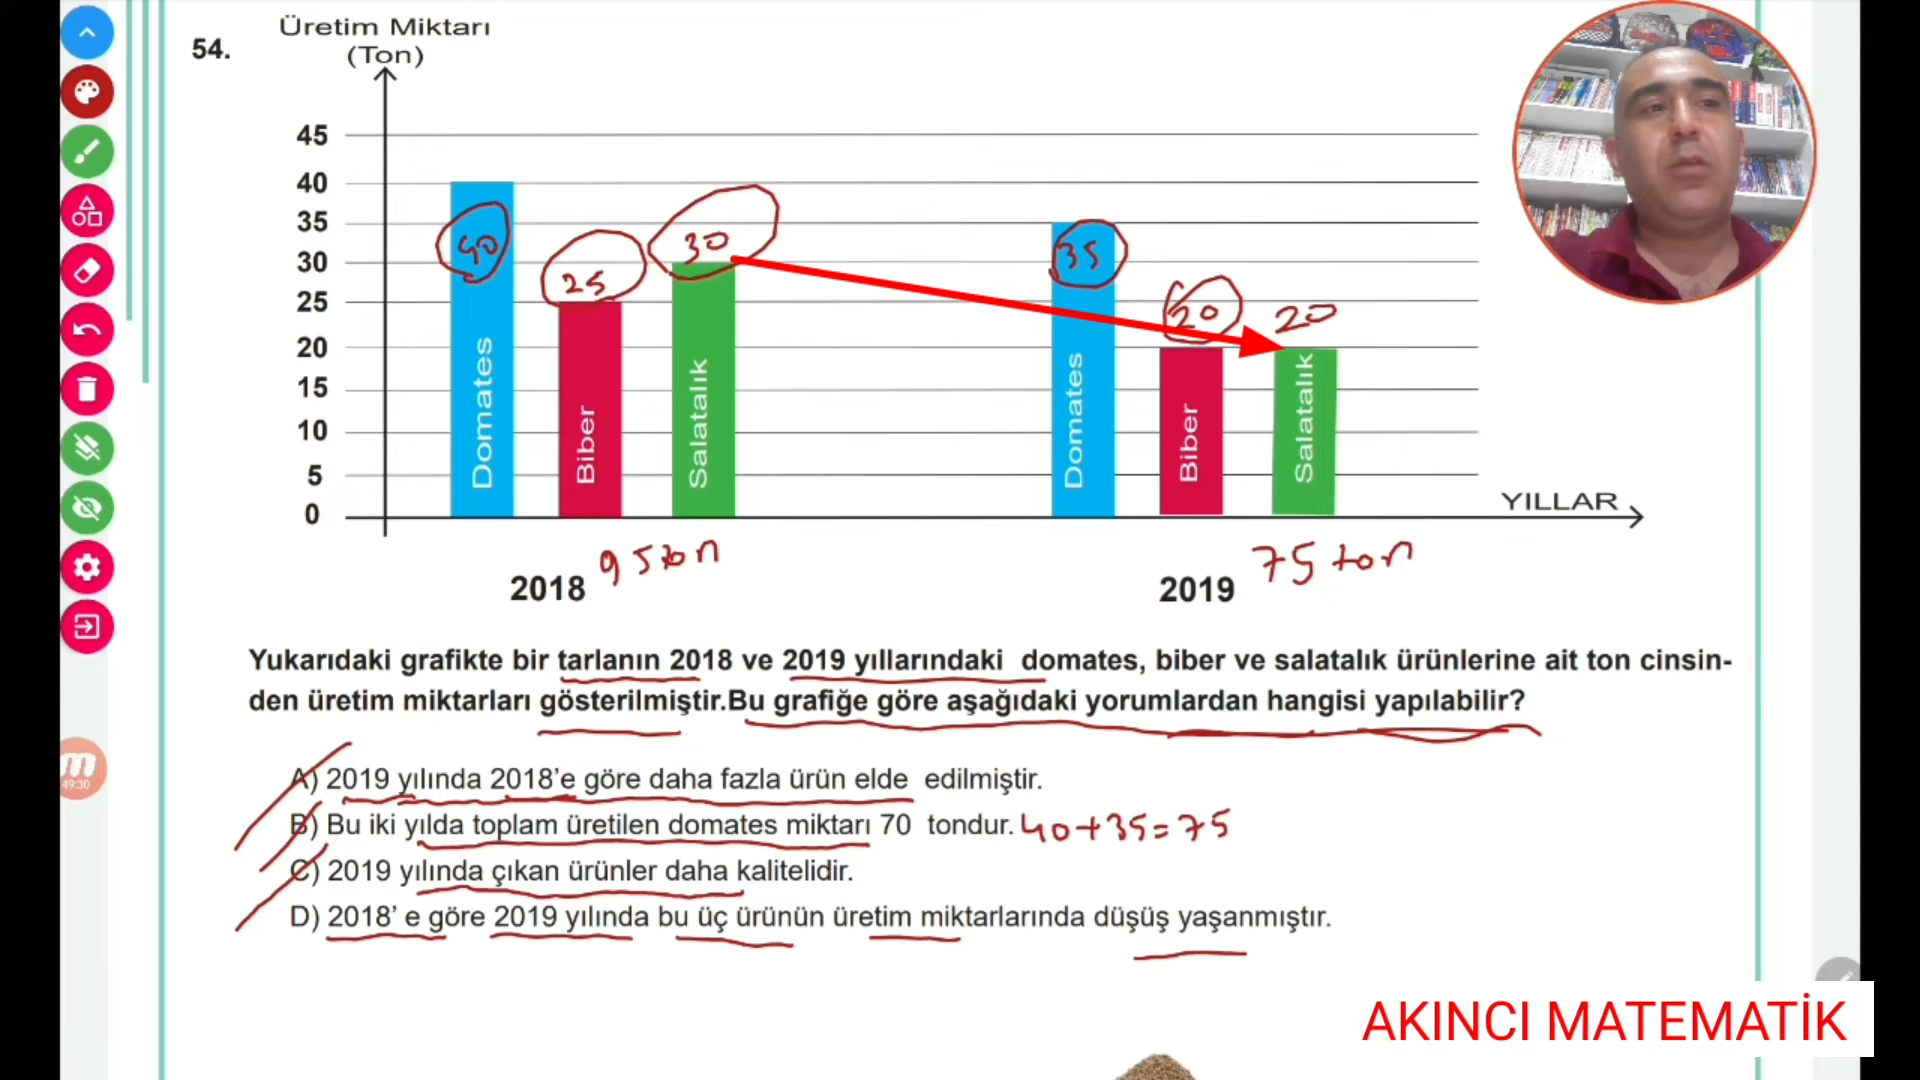 Üretim Miktarı
(Ton)
54.
45
40
35
30
25
20
15
10
5
0
40
25
30
35
20
20
Domates
Biber
Salatalık
Domates
Biber
Salatalık
YILLAR
2018
95 ton
2019
75 ton
Yukarıdaki grafikte bir tarlanın 2018 ve 2019 yıllarındaki domates, biber ve salatalık ürünlerine ait ton cinsin-
den üretim miktarları gösterilmiştir.Bu grafiğe göre aşağıdaki yorumlardan hangisi yapılabilir?
A) 2019 yılında 2018'e göre daha fazla ürün elde edilmiştir.
B) Bu iki yılda toplam üretilen domates miktarı 70 tondur. 40+35=75
C) 2019 yılında çıkan ürünler daha kalitelidir.
D) 2018' e göre 2019 yılında bu üç ürünün üretim miktarlarında düşüş yaşanmıştır.
m
49:30
AKINCI MATEMATİK